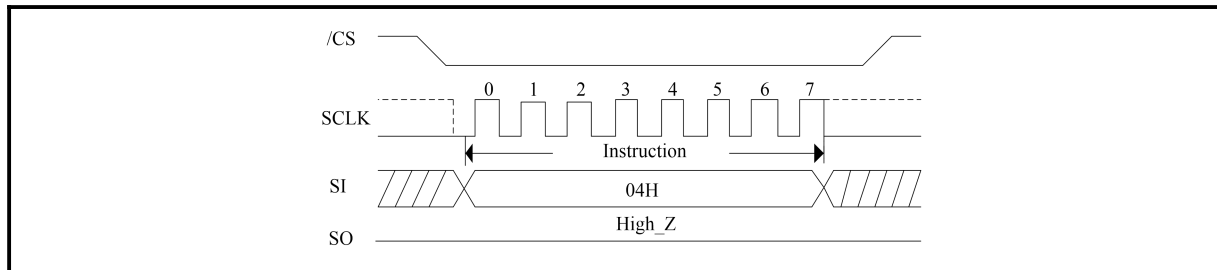 /CS
0 1 2 3 4 5 6 7
SCLK
Instruction
SI
04H
High_Z
SO